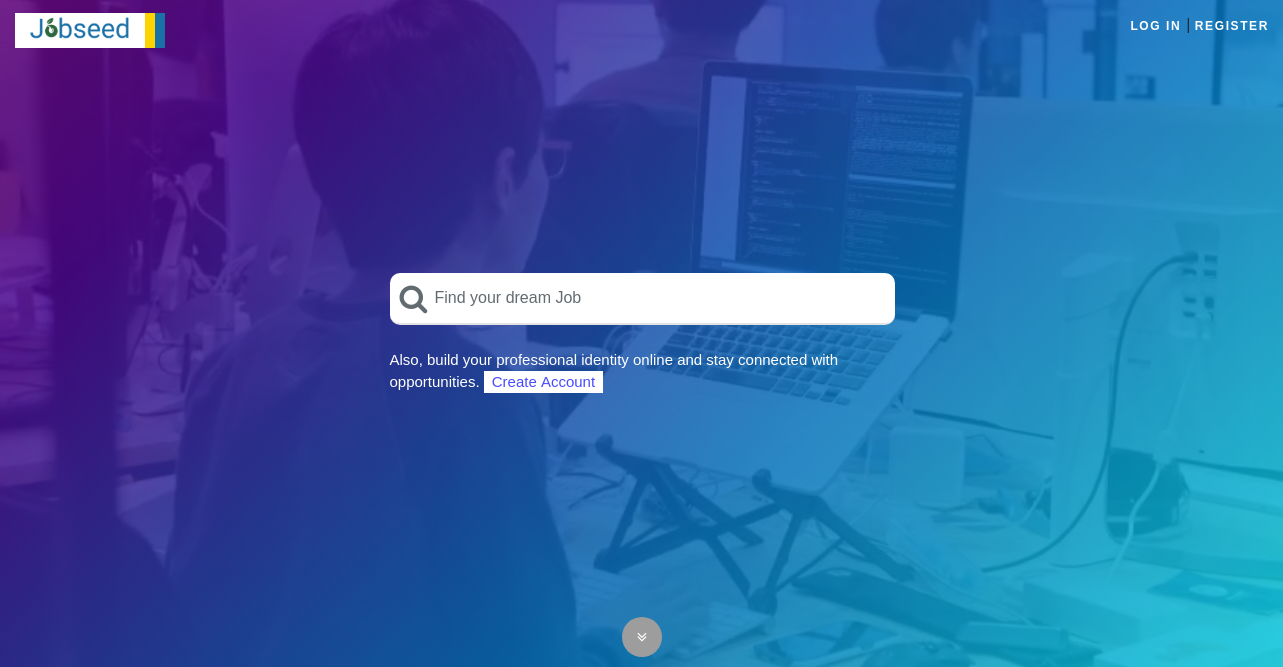 Jobseed
LOG IN | REGISTER
Find your dream Job
Also, build your professional identity online and stay connected with
opportunities. Create Account